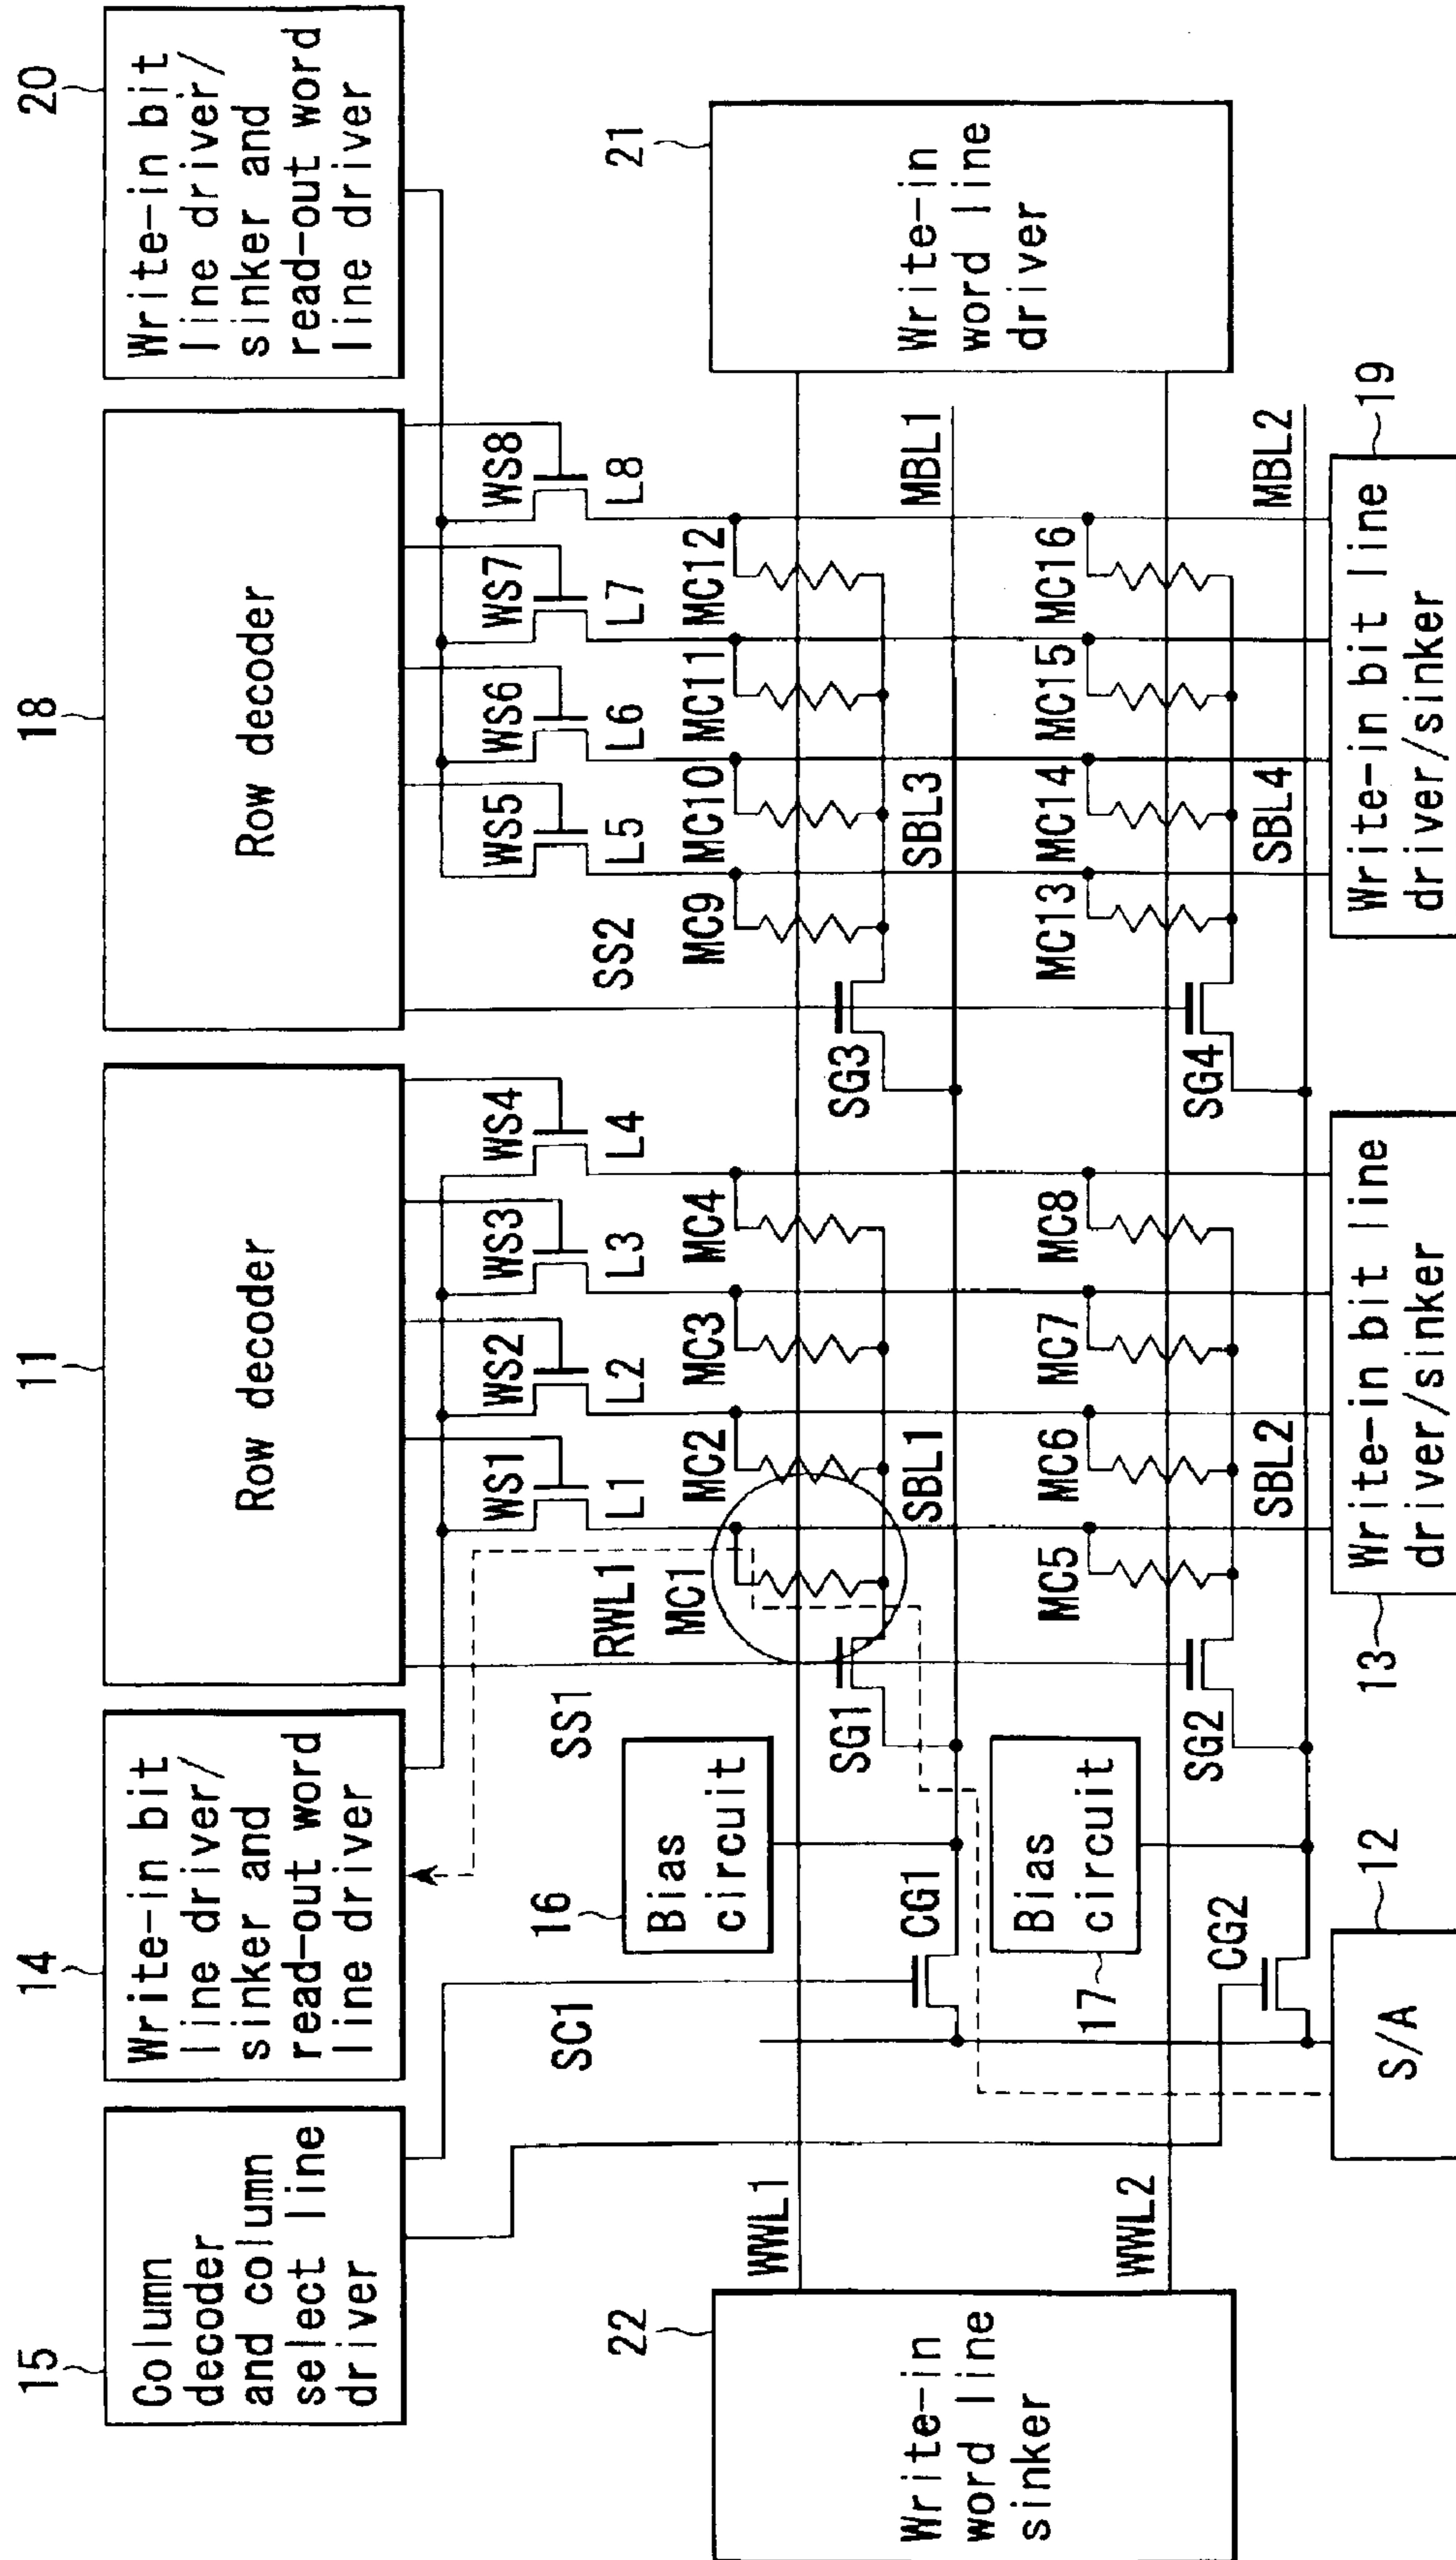 15
Column
decoder
and column
select line
driver
14
Write-in bit
line driver/
sinker and
read-out word
line driver
11
Row decoder
18
Row decoder
20
Write-in bit
line driver/
sinker and
read-out word
line driver
WS1
WS2
WS3
WS4
WS5
WS6
WS7
WS8
SC1
SS1
RWL1
L1
L2
L3
L4
SS2
L5
L6
L7
L8
22
Write-in
word line
sinker
16
Bias
circuit
MC1
MC2
MC3
MC4
MC9
MC10
MC11
MC12
21
Write-in
word line
driver
WWL1
SG1
SG3
CG1
SBL1
SBL3
MBL1
17
Bias
circuit
MC5
MC6
MC7
MC8
MC13
MC14
MC15
MC16
WWL2
SG2
SG4
CG2
SBL2
SBL4
MBL2
12
S/A
13
Write-in bit line
driver/sinker
19
Write-in bit line
driver/sinker